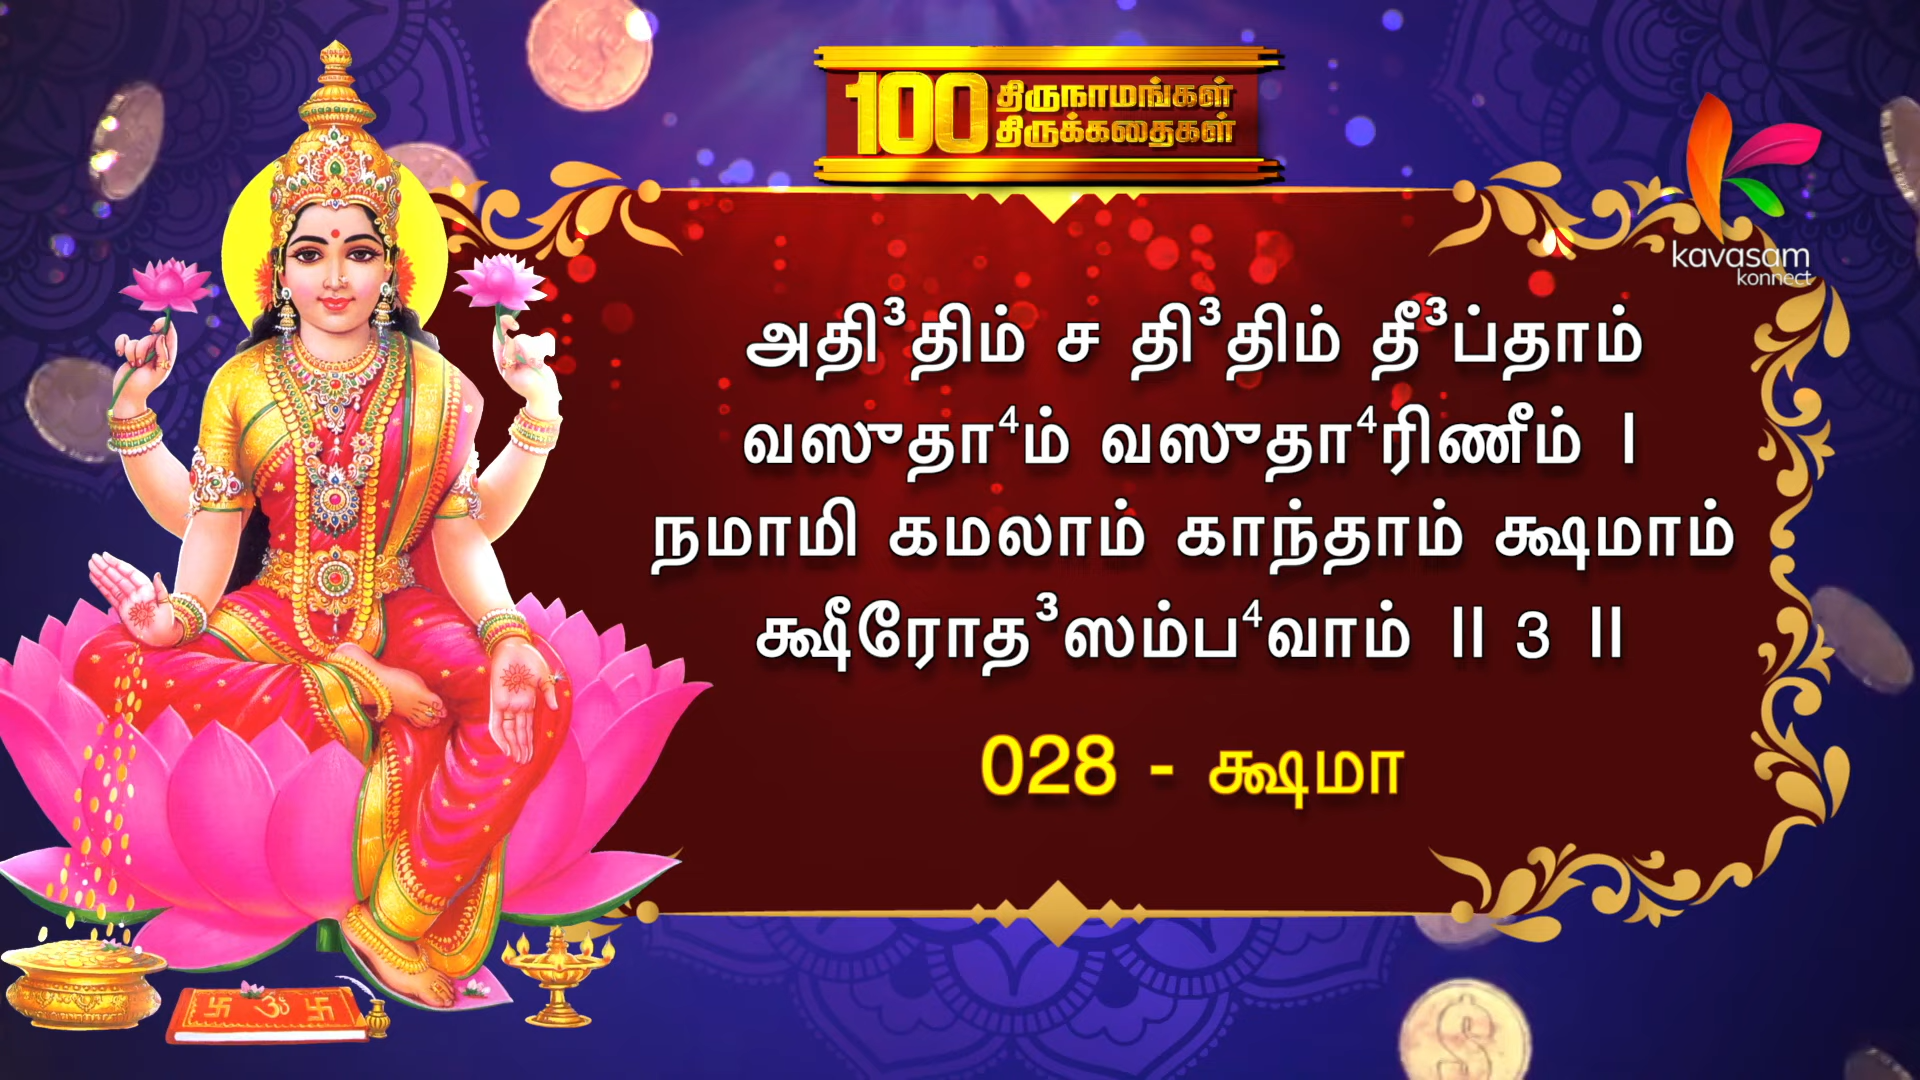 100 திருநாமங்கள்
திருக்கதைகள்
kavasam
konnect
அதி³திம் ச தி³திம் தீ³ப்தாம்
வஸுதா⁴ம் வஸுதா⁴ரிணீம் ।
நமாமி கமலாம் காந்தாம் க்ஷமாம்
க்ஷீரோத³ஸம்ப⁴வாம் ॥ 3 ॥
028 - க்ஷமா